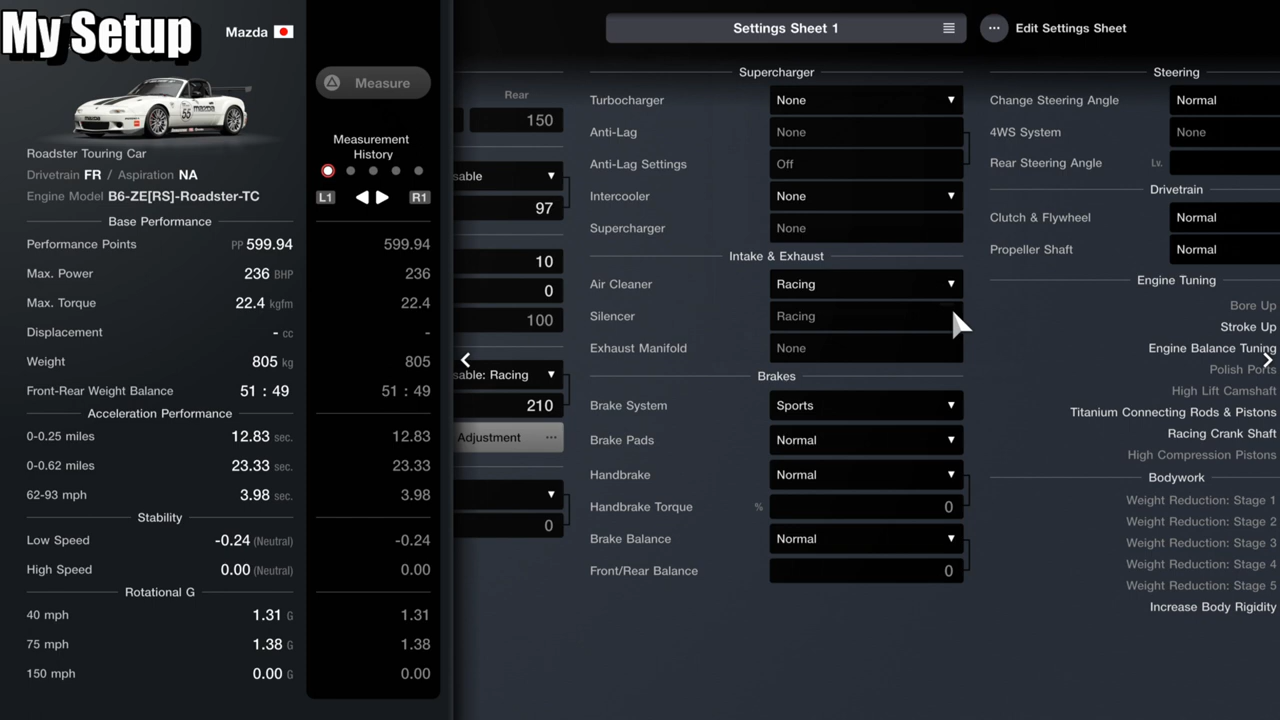 My Setup
Mazda
Roadster Touring Car
Drivetrain FR / Aspiration NA
Engine Model B6-ZE[RS]-Roadster-TC
Base Performance
Performance Points PP 599.94
Max. Power 236 BHP
Max. Torque 22.4 kgfm
Displacement - cc
Weight 805 kg
Front-Rear Weight Balance 51 : 49
Acceleration Performance
0-0.25 miles 12.83 sec.
0-0.62 miles 23.33 sec.
62-93 mph 3.98 sec.
Stability
Low Speed -0.24 (Neutral)
High Speed 0.00 (Neutral)
Rotational G
40 mph 1.31 G
75 mph 1.38 G
150 mph 0.00 G
Measure
Measurement
History
L1 R1
599.94
236
22.4
-
805
51 : 49
12.83
23.33
3.98
-0.24
0.00
1.31
1.38
0.00
Rear
150
sable
97
10
0
100
sable: Racing
210
Adjustment ...
0
Settings Sheet 1
... Edit Settings Sheet
Supercharger
Turbocharger None
Anti-Lag None
Anti-Lag Settings Off
Intercooler None
Supercharger None
Intake & Exhaust
Air Cleaner Racing
Silencer Racing
Exhaust Manifold None
Brakes
Brake System Sports
Brake Pads Normal
Handbrake Normal
Handbrake Torque % 0
Brake Balance Normal
Front/Rear Balance 0
Steering
Change Steering Angle Normal
4WS System None
Rear Steering Angle Lv.
Drivetrain
Clutch & Flywheel Normal
Propeller Shaft Normal
Engine Tuning
Bore Up
Stroke Up
Engine Balance Tuning
Polish Ports
High Lift Camshaft
Titanium Connecting Rods & Pistons
Racing Crank Shaft
High Compression Pistons
Bodywork
Weight Reduction: Stage 1
Weight Reduction: Stage 2
Weight Reduction: Stage 3
Weight Reduction: Stage 4
Weight Reduction: Stage 5
Increase Body Rigidity